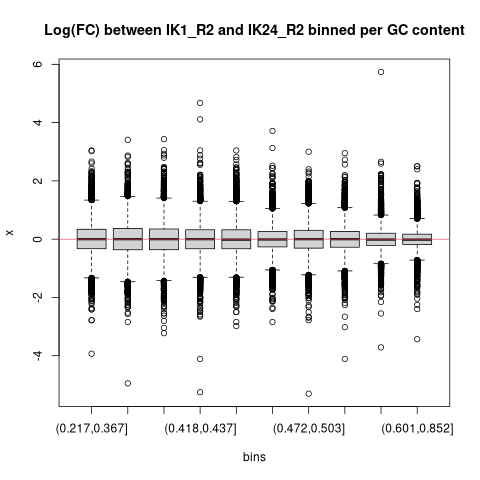 Log(FC) between IK1_R2 and IK24_R2 binned per GC content
6
4
2
0
-2
-4
x
(0.217,0.367] (0.418,0.437] (0.472,0.503] (0.601,0.852]
bins